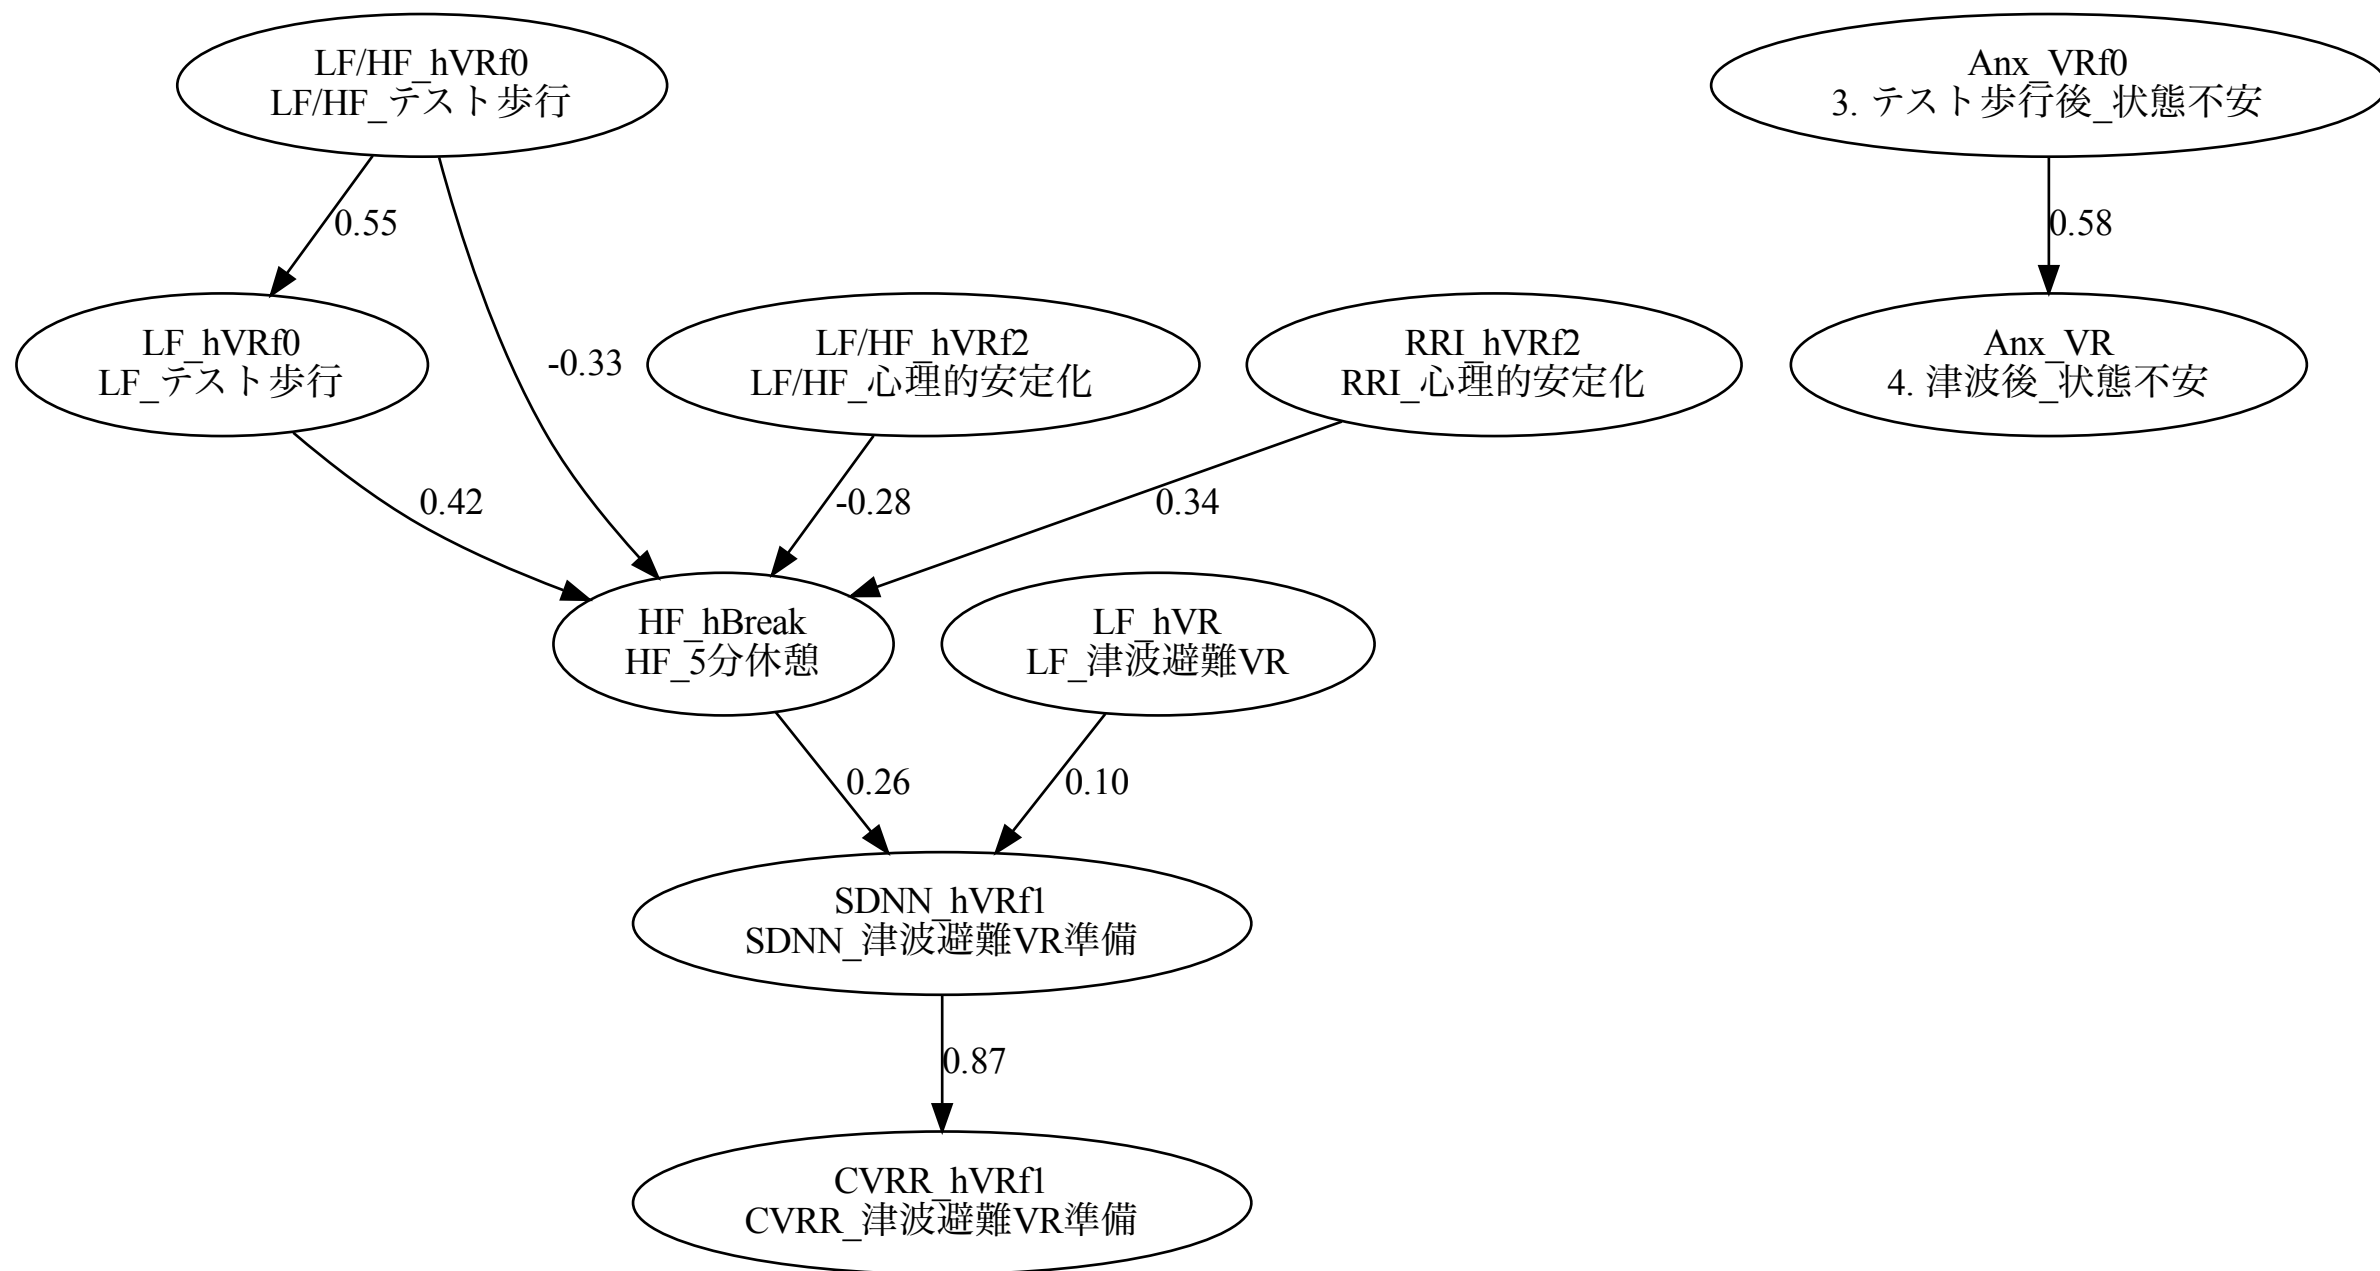 LF/HF_hVRf0
LF/HF_テスト歩行
Anx_VRf0
3. テスト歩行後_状態不安
0.55
0.58
LF_hVRf0
LF_テスト歩行
-0.33
LF/HF_hVRf2
LF/HF_心理的安定化
RRI_hVRf2
RRI_心理的安定化
Anx_VR
4. 津波後_状態不安
0.42
-0.28
0.34
HF_hBreak
HF_5分休憩
LF_hVR
LF_津波避難VR
0.26
0.10
SDNN_hVRf1
SDNN_津波避難VR準備
0.87
CVRR_hVRf1
CVRR_津波避難VR準備